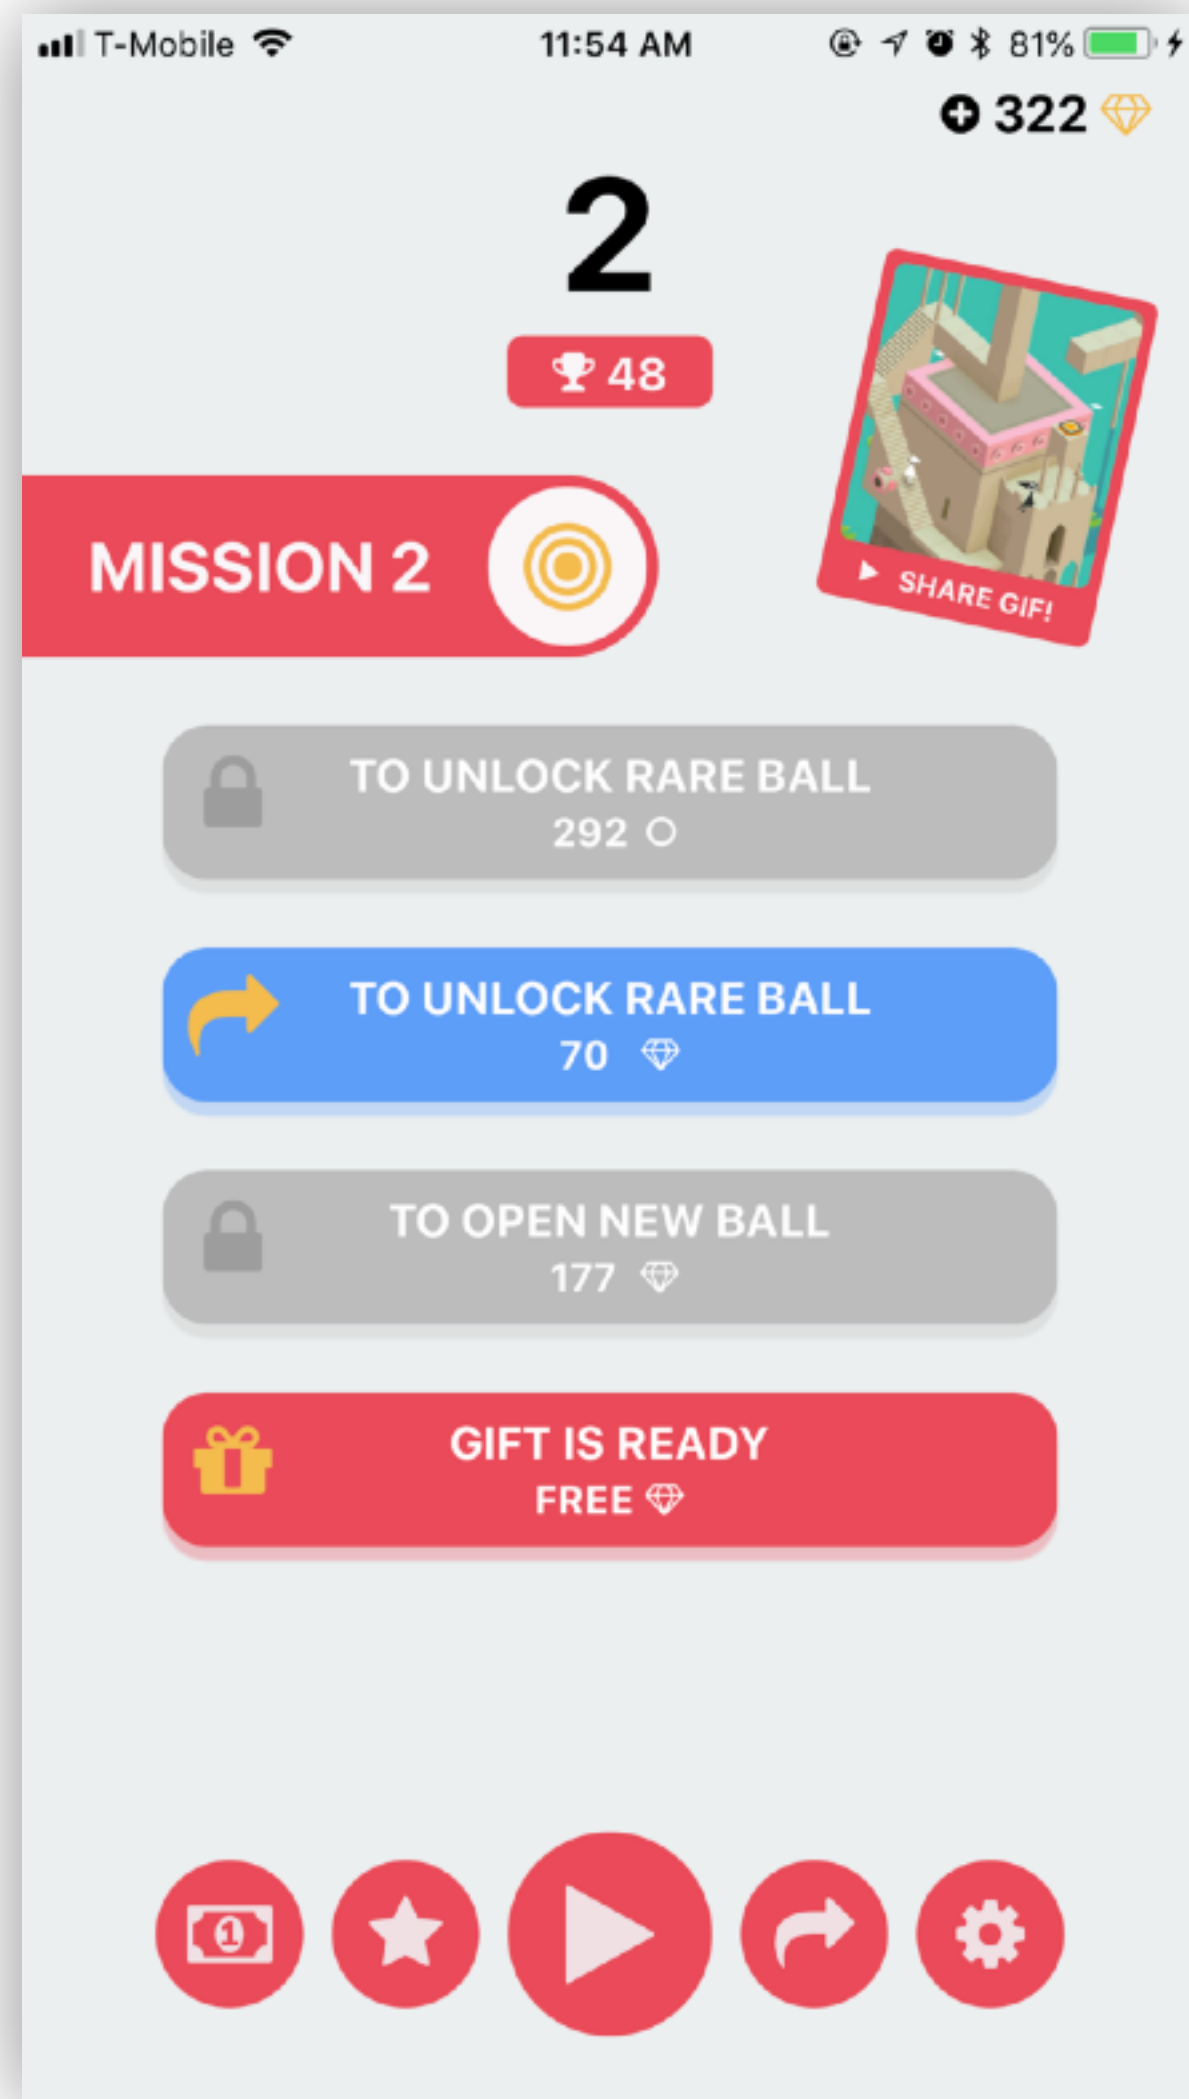 T-Mobile 11:54 AM 81%
322
2
48
MISSION 2
SHARE GIF!
TO UNLOCK RARE BALL
292
TO UNLOCK RARE BALL
70
TO OPEN NEW BALL
177
GIFT IS READY
FREE
1